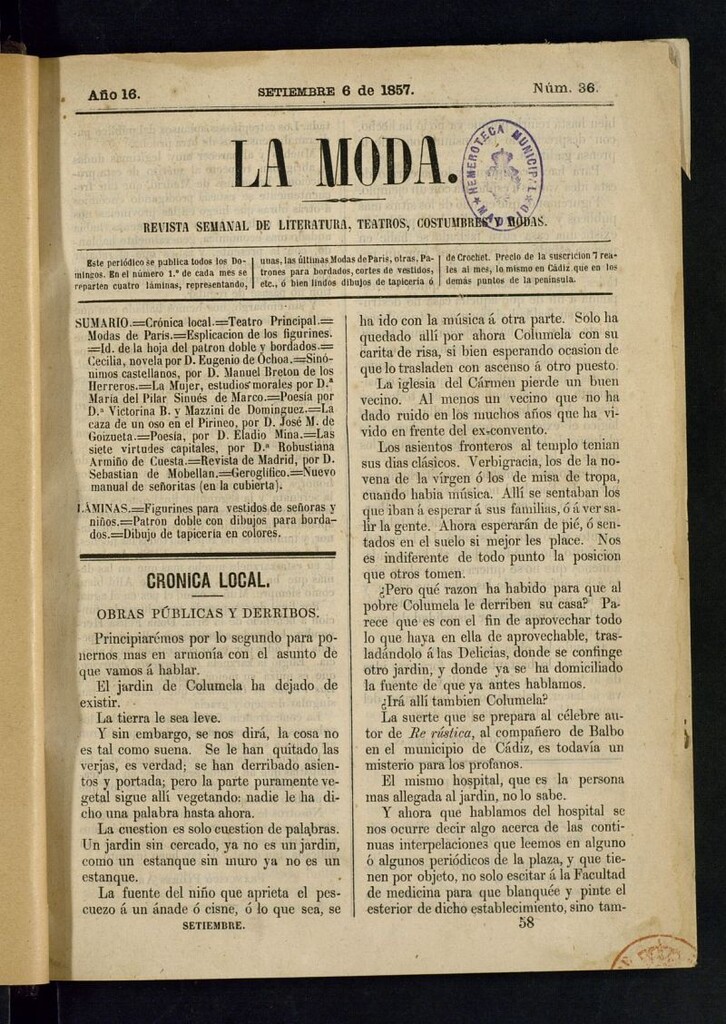 Año 16.
SETIEMBRE 6 de 1857.
Núm. 36.
LA MODA.
HEMEROTECA MUNICIPAL
MADRID
REVISTA SEMANAL DE LITERATURA, TEATROS, COSTUMBRES Y MODAS.
Este periódico se publica todos los Do-
mingos. En el número 1.º de cada mes se
reparten cuatro láminas, representando,
unas, las últimas Modas de Paris, otras, Pa-
trones para bordados, cortes de vestidos,
etc., ó bien lindos dibujos de tapiceria ó
de Crochet. Precio de la suscricion 7 rea-
les al mes, lo mismo en Cádiz que en los
demás puntos de la península.
SUMARIO.=Crónica local.=Teatro Principal.=
Modas de Paris.=Esplicacion de los figurines.
=Id. de la hoja del patron doble y bordados.=
Cecilia, novela por D. Eugenio de Ochoa.=Sinó-
nimos castellanos, por D. Manuel Breton de los
Herreros.=La Mujer, estudios morales por D.ª
María del Pilar Sinués de Marco.=Poesía por
D.ª Victorina B. y Mazzini de Dominguez.=La
caza de un oso en el Pirineo, por D. José M. de
Goizueta.=Poesía, por D. Eladio Mina.=Las
siete virtudes capitales, por D.ª Robustiana
Armiño de Cuesta.=Revista de Madrid, por D.
Sebastian de Mobellan.=Geroglífico.=Nuevo
manual de señoritas (en la cubierta).
LÁMINAS.=Figurines para vestidos de señoras y
niños.=Patron doble con dibujos para borda-
dos.=Dibujo de tapiceria en colores.
CRONICA LOCAL.
OBRAS PÚBLICAS Y DERRIBOS.
Principiarémos por lo segundo para po-
nernos mas en armonía con el asunto de
que vamos á hablar.
El jardin de Columela ha dejado de
existir.
La tierra le sea leve.
Y sin embargo, se nos dirá, la cosa no
es tal como suena. Se le han quitado las
verjas, es verdad; se han derribado asien-
tos y portada; pero la parte puramente ve-
getal sigue allí vegetando: nadie le ha di-
cho una palabra hasta ahora.
La cuestion es solo cuestion de palabras.
Un jardin sin cercado, ya no es un jardin,
como un estanque sin muro ya no es un
estanque.
La fuente del niño que aprieta el pes-
cuezo á un ánade ó cisne, ó lo que sea, se
SETIEMBRE.
ha ido con la música á otra parte. Solo ha
quedado allí por ahora Columela con su
carita de risa, si bien esperando ocasion de
que lo trasladen con ascenso á otro puesto.
La iglesia del Cármen pierde un buen
vecino. Al menos un vecino que no ha
dado ruido en los muchos años que ha vi-
vido en frente del ex-convento.
Los asientos fronteros al templo tenian
sus dias clásicos. Verbigracia, los de la no-
vena de la vírgen ó los de misa de tropa,
cuando habia música. Allí se sentaban los
que iban á esperar á sus familias, ó á ver sa-
lir la gente. Ahora esperarán de pié, ó sen-
tados en el suelo si mejor les place. Nos
es indiferente de todo punto la posicion
que otros tomen.
¿Pero qué razon ha habido para que al
pobre Columela le derriben su casa? Pa-
rece que es con el fin de aprovechar todo
lo que haya en ella de aprovechable, tras-
ladándolo á las Delicias, donde se continge
otro jardin, y donde ya se ha domiciliado
la fuente de que ya antes hablamos.
¿Irá allí tambien Columela?
La suerte que se prepara al célebre au-
tor de Re rústica, al compañero de Balbo
en el municipio de Cádiz, es todavía un
misterio para los profanos.
El mismo hospital, que es la persona
mas allegada al jardin, no lo sabe.
Y ahora que hablamos del hospital se
nos ocurre decir algo acerca de las conti-
nuas interpelaciones que leemos en alguno
ó algunos periódicos de la plaza, y que tie-
nen por objeto, no solo escitar á la Facultad
de medicina para que blanquée y pinte el
esterior de dicho establecimiento, sino tam-
58